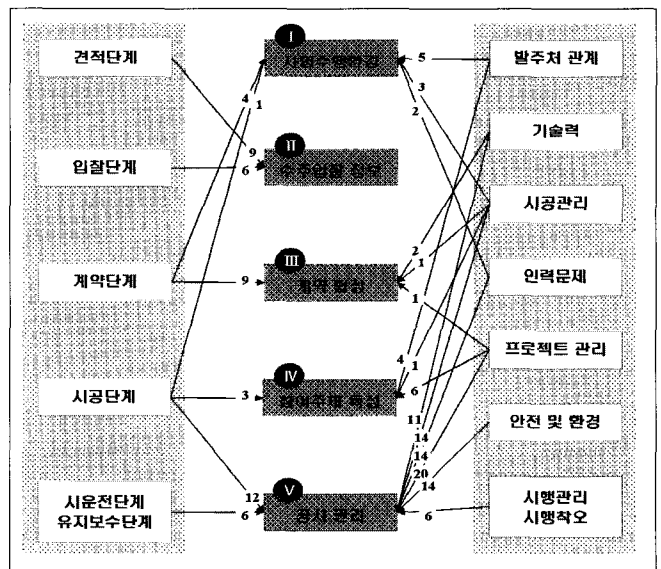 견적단계
입찰단계
계약단계
시공단계
시운전단계
유지보수단계
4
1
9
6
9
3
12
6
I
II
III
계약
IV
V
공사 관리
5
3
2
2
1
1
4
1
6
11
14
14
20
14
6
발주처 관계
기술력
시공관리
인력문제
프로젝트 관리
안전 및 환경
시행관리
시행착오